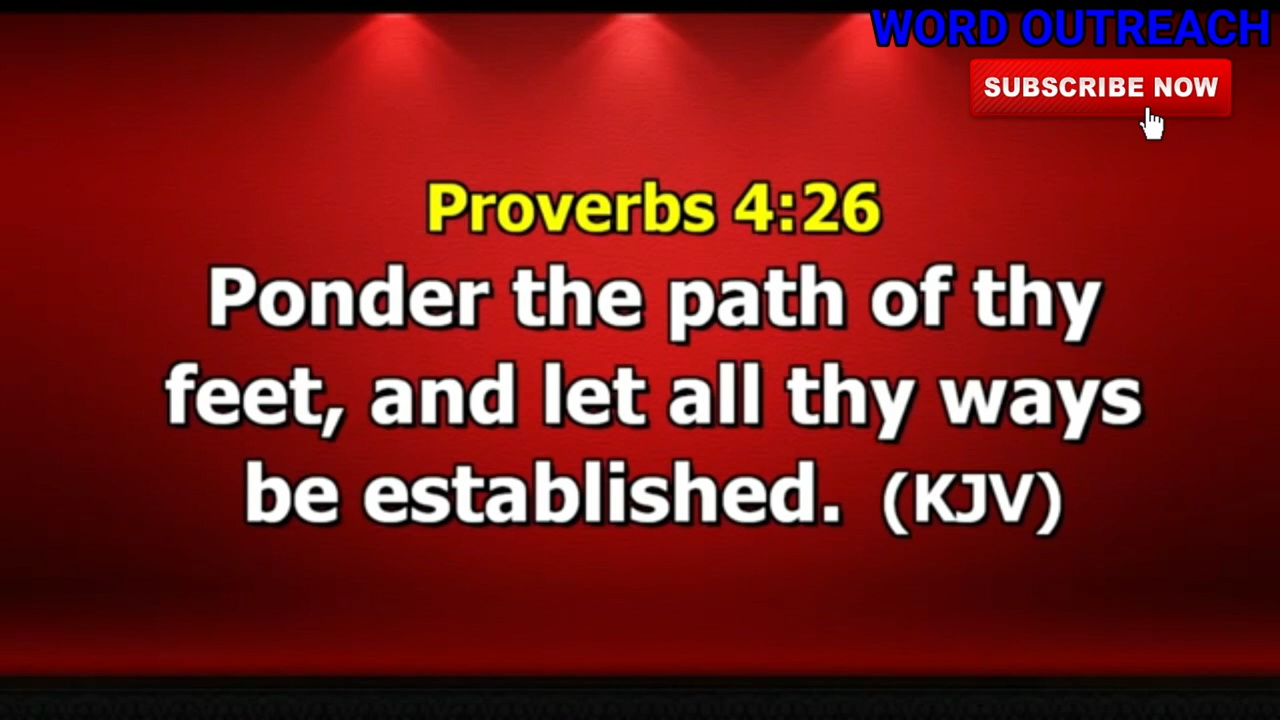 WORD OUTREACH
SUBSCRIBE NOW
Proverbs 4:26
Ponder the path of thy
feet, and let all thy ways
be established. (KJV)